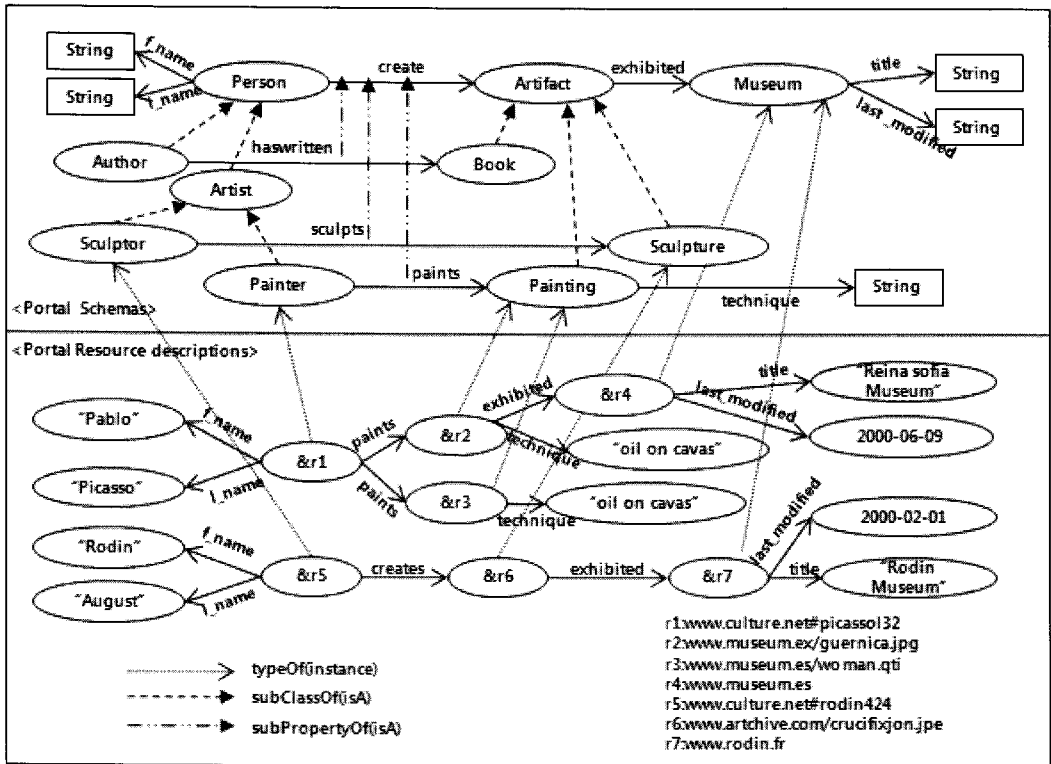 String
f_name
Person
create
Artifact
exhibited
Museum
title
String
String
f_name
last_modified
String
Author
haswritten
Book
Artist
Sculptor
sculpts
Sculpture
Painter
paints
Painting
technique
String
<Portal Schemas>
<Portal Resource descriptions>
"Pablo"
f_name
&r1
"Picasso"
l_name
paints
paints
&r2
exhibited
technique
&r3
technique
&r4
title
"Reina sofia
Museum"
last_modified
2000-06-09
"oil on cavas"
"oil on cavas"
"Rodin"
f_name
&r5
"August"
l_name
creates
&r6
exhibited
&r7
last_modified
2000-02-01
title
"Rodin
Museum"
typeOf(instance)
subClassOf(isA)
subPropertyOf(isA)
r1:www.culture.net#picassol32
r2:www.museum.ex/guernica.jpg
r3:www.museum.es/woman.qti
r4:www.museum.es
r5:www.culture.net#rodin424
r6:www.artchive.com/crucifixjon.jpe
r7:www.rodin.fr